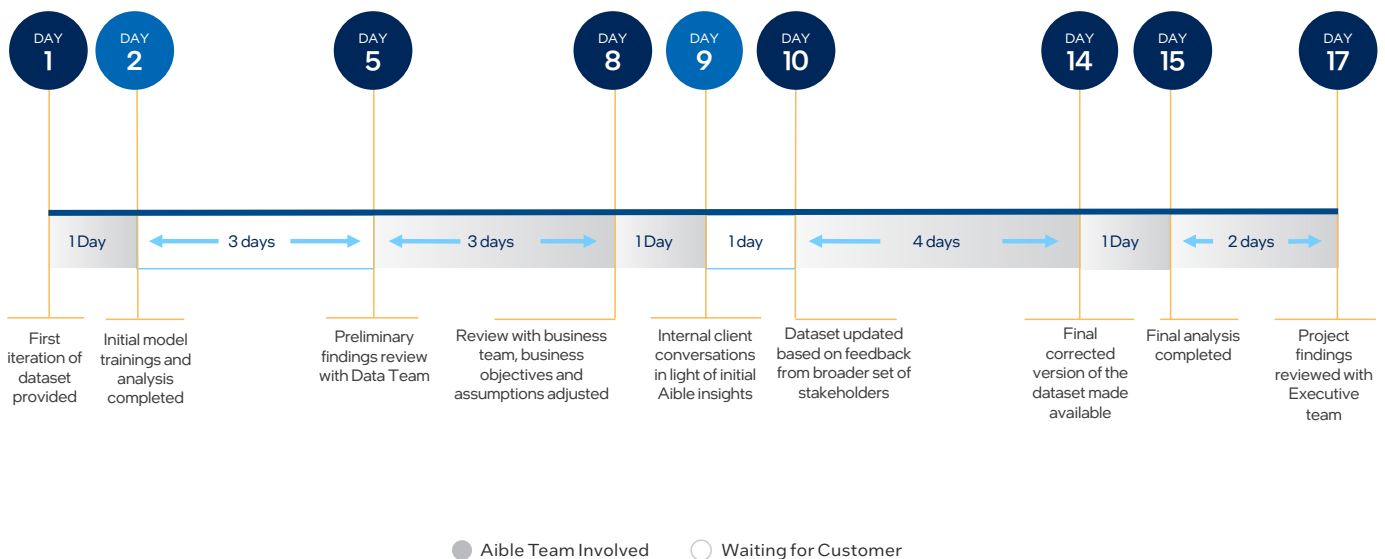 DAY
1
DAY
2
DAY
5
DAY
8
DAY
9
DAY
10
DAY
14
DAY
15
DAY
17
1 Day
3 days
3 days
1 Day
1 day
4 days
1 Day
2 days
First
iteration of
dataset
provided
Initial model
trainings and
analysis
completed
Preliminary
findings review
with Data Team
Review with business
team, business
objectives and
assumptions adjusted
Internal client
conversations
in light of initial
Aible insights
Dataset updated
based on feedback
from broader set of
stakeholders
Final
corrected
version of the
dataset made
available
Final analysis
completed
Project
findings
reviewed with
Executive
team
Aible Team Involved
Waiting for Customer